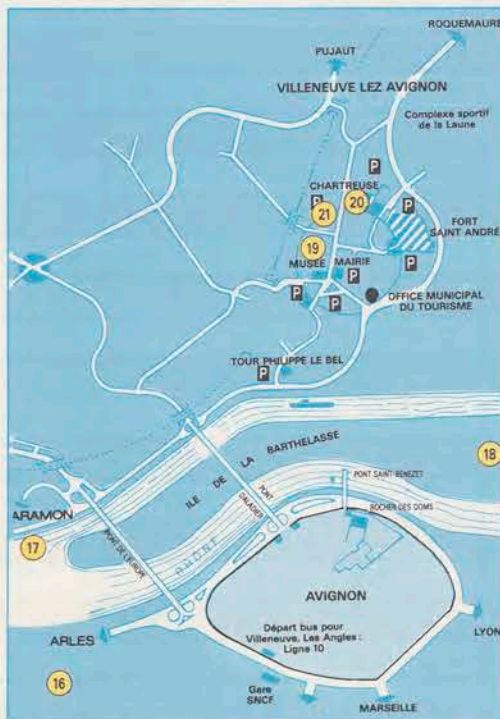 ROQUEMAURE
PUJAUT
VILLENEUVE LEZ AVIGNON
Complexe sportif
de la Laune
P
CHARTREUSE
P
20
P
21
FORT
SAINT ANDRÉ
19
P
MUSÉE
MAIRIE
P
P
P
OFFICE MUNICIPAL
DU TOURISME
TOUR PHILIPPE LE BEL
P
ILE DE LA BARTHELASSE
18
PONT SAINT-BENEZET
PONT
DALADIER
ROCHER DES DOMS
ARAMON
17
PONT DE L'EUROPE
RHÔNE
AVIGNON
Départ bus pour
Villeneuve, Les Angles :
Ligne 10
LYON
ARLES
16
Gare
SNCF
MARSEILLE